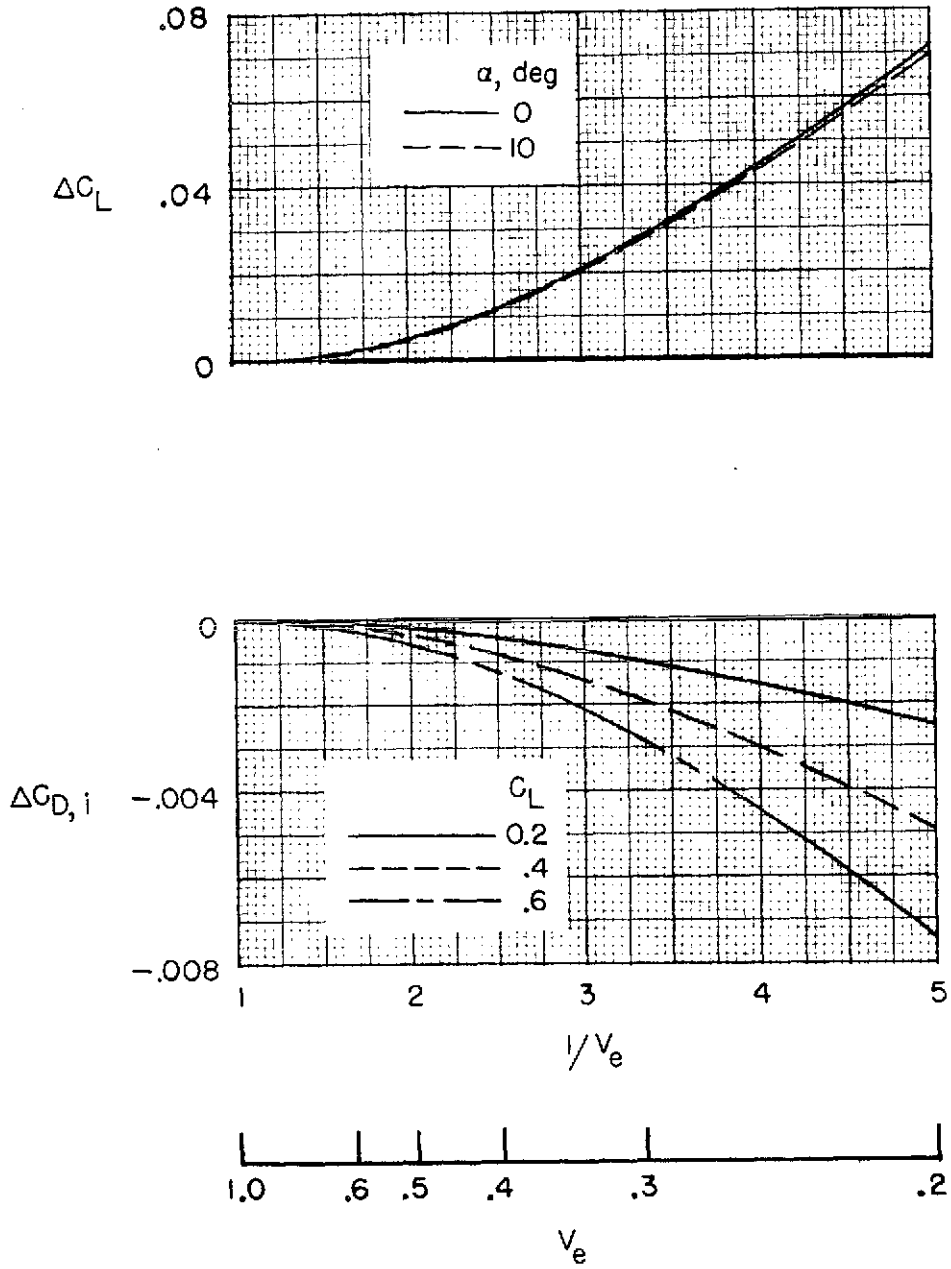 .08
α, deg
0
10
ΔC_L .04
0
0
ΔC_D, i -.004
C_L
0.2
.4
.6
-.008
1 2 3 4 5
1/V_e
1.0 .6 .5 .4 .3 .2
V_e